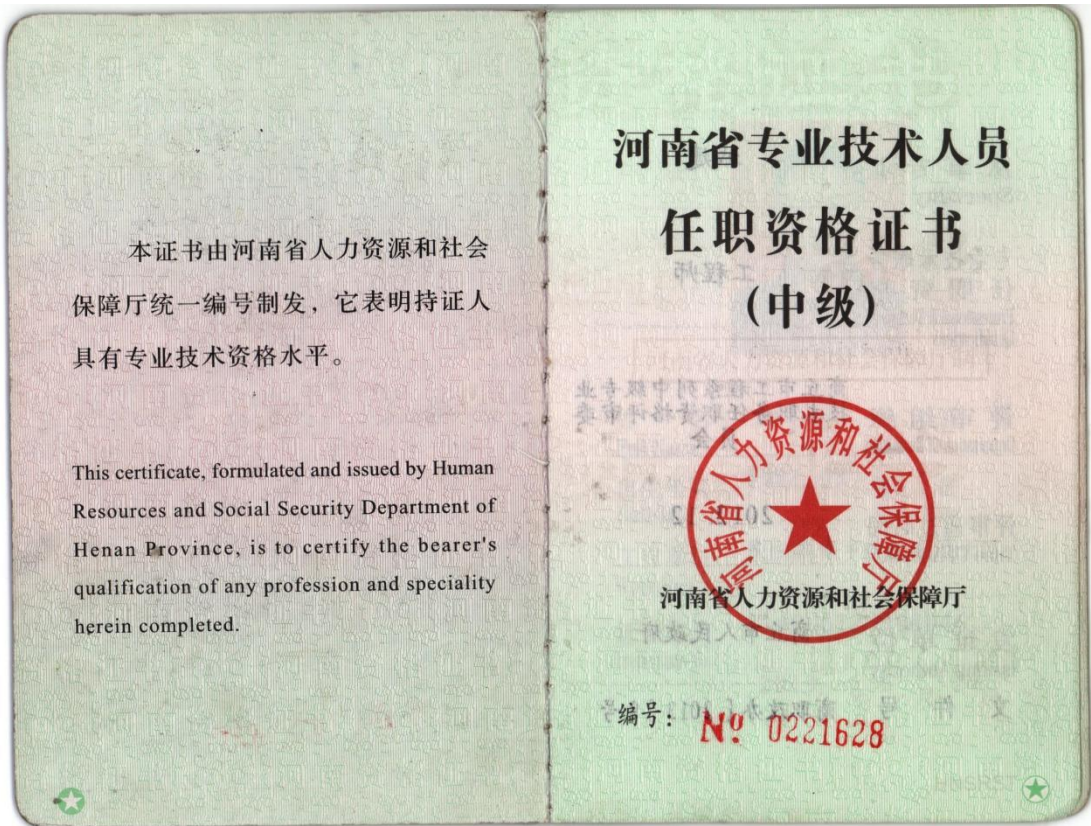 本证书由河南省人力资源和社会
保障厅统一编号制发，它表明持证人
具有专业技术资格水平。
This certificate, formulated and issued by Human
Resources and Social Security Department of
Henan Province, is to certify the bearer's
qualification of any profession and speciality
herein completed.
河南省专业技术人员
任职资格证书
(中级)
河南省人力资源和社会保障厅
河南省人力资源和社会保障厅
编号: Nº 0221628